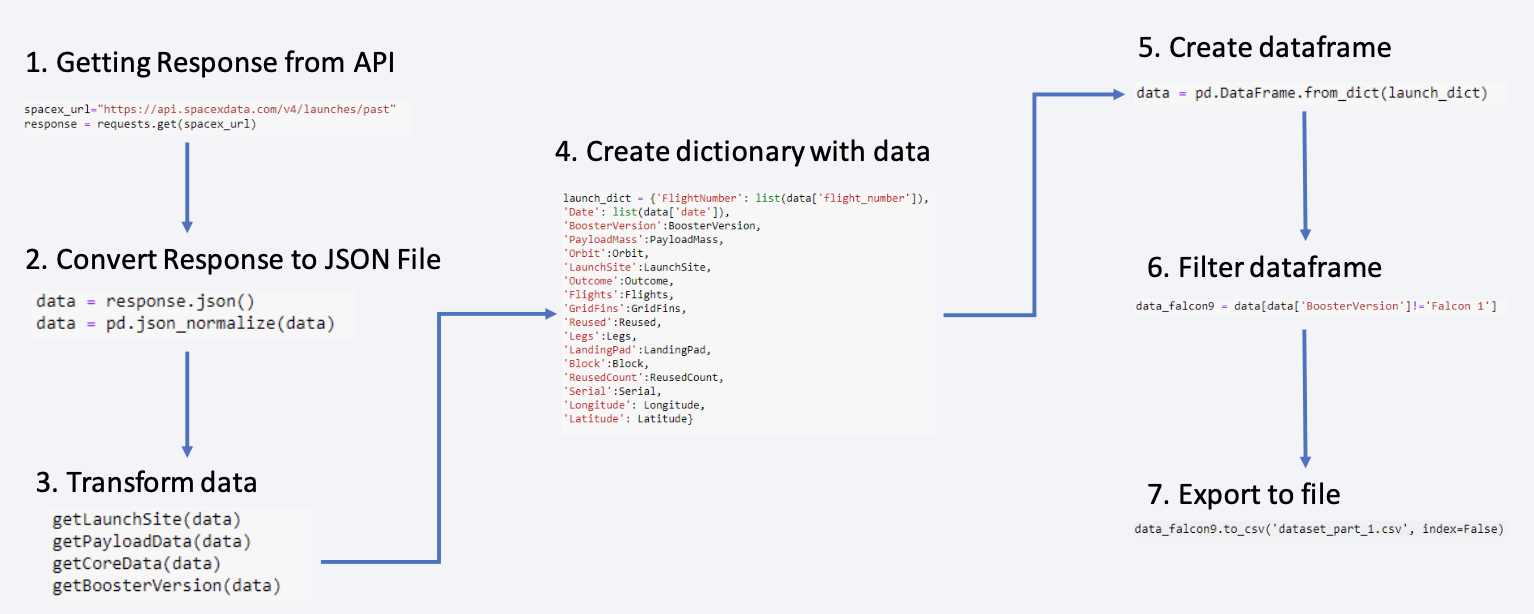 1. Getting Response from API
spacex_url="https://api.spacexdata.com/v4/launches/past"
response = requests.get(spacex_url)
2. Convert Response to JSON File
data = response.json()
data = pd.json_normalize(data)
3. Transform data
getLaunchSite(data)
getPayloadData(data)
getCoreData(data)
getBoosterVersion(data)
4. Create dictionary with data
launch_dict = {'FlightNumber': list(data['flight_number']),
'Date': list(data['date']),
'BoosterVersion':BoosterVersion,
'PayloadMass':PayloadMass,
'Orbit':Orbit,
'LaunchSite':LaunchSite,
'Outcome':Outcome,
'Flights':Flights,
'GridFins':GridFins,
'Reused':Reused,
'Legs':Legs,
'LandingPad':LandingPad,
'Block':Block,
'ReusedCount':ReusedCount,
'Serial':Serial,
'Longitude': Longitude,
'Latitude': Latitude}
5. Create dataframe
data = pd.DataFrame.from_dict(launch_dict)
6. Filter dataframe
data_falcon9 = data[data['BoosterVersion']!='Falcon 1']
7. Export to file
data_falcon9.to_csv('dataset_part_1.csv', index=False)